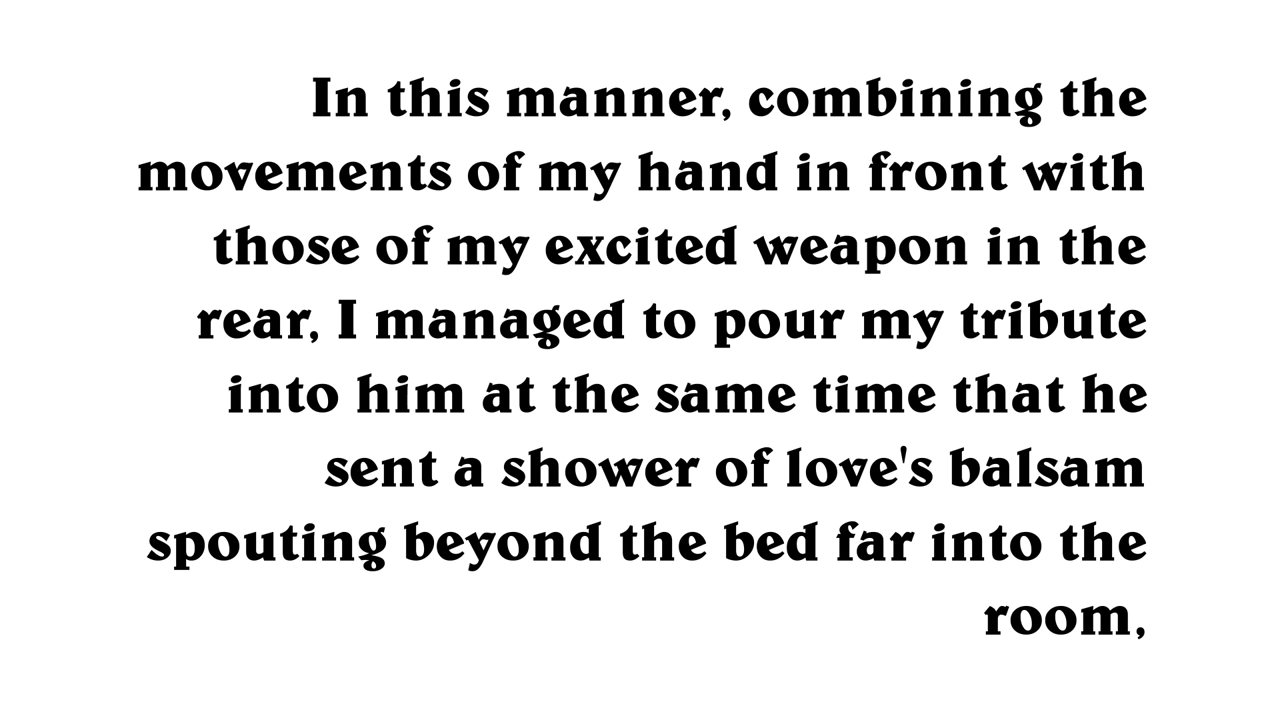 In this manner, combining the
movements of my hand in front with
those of my excited weapon in the
rear, I managed to pour my tribute
into him at the same time that he
sent a shower of love's balsam
spouting beyond the bed far into the
room,